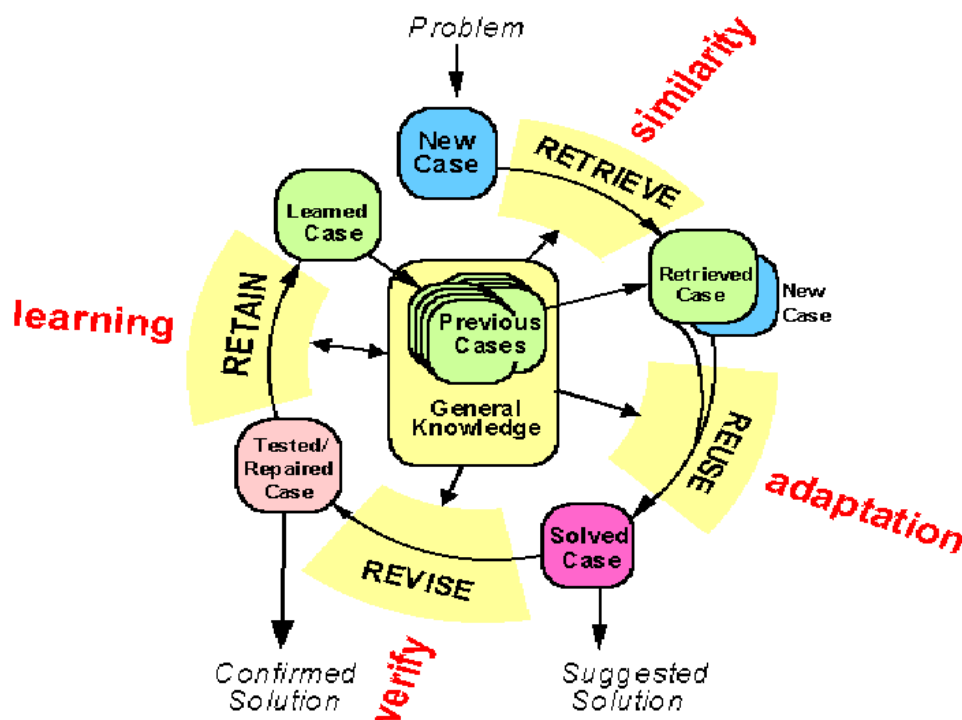 Problem
similarity
New
Case
RETRIEVE
Learned
Case
Retrieved
Case
New
Case
learning
RETAIN
Previous
Cases
General
Knowledge
REUSE
adaptation
Tested/
Repaired
Case
Solved
Case
REVISE
verify
Confirmed
Solution
Suggested
Solution